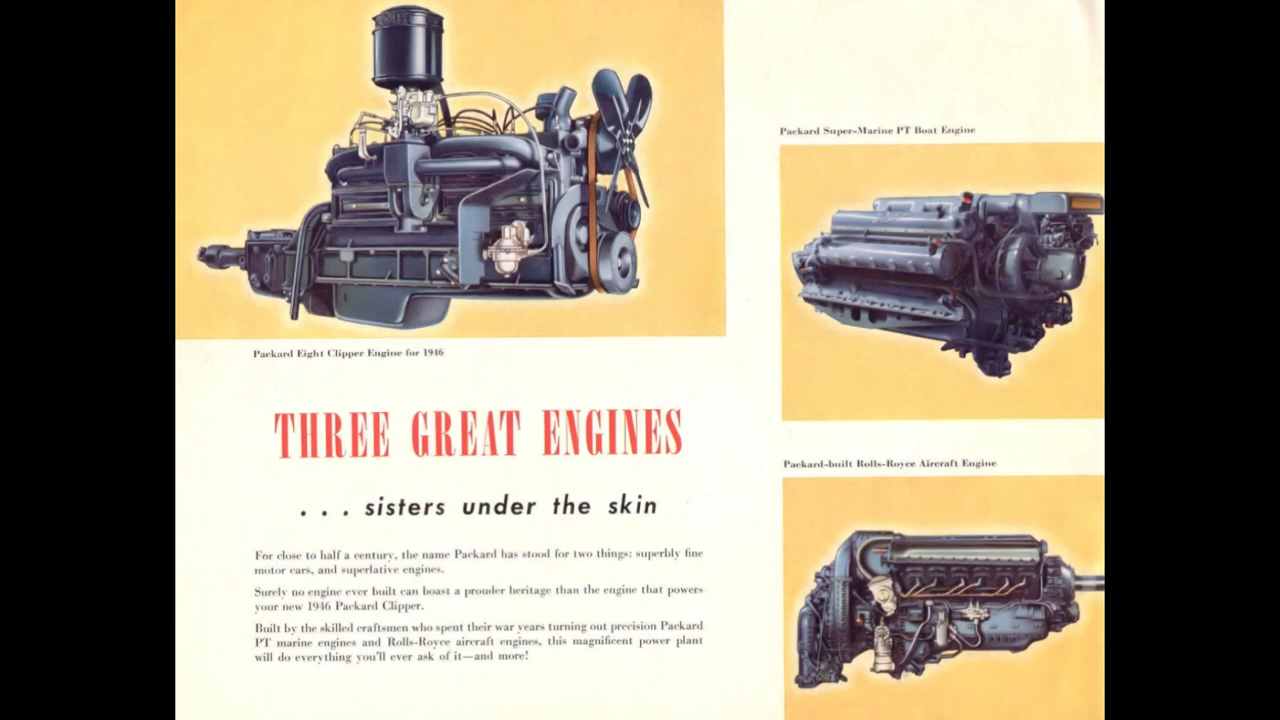 Packard Super-Marine PT Boat Engine
Packard Eight Clipper Engine for 1946
THREE GREAT ENGINES
. . . sisters under the skin
For close to half a century, the name Packard has stood for two things: superbly fine
motor cars, and superlative engines.
Surely no engine ever built can boast a prouder heritage than the engine that powers
your new 1946 Packard Clipper.
Built by the skilled craftsmen who spent their war years turning out precision Packard
PT marine engines and Rolls-Royce aircraft engines, this magnificent power plant
will do everything you'll ever ask of it—and more!
Packard-built Rolls-Royce Aircraft Engine